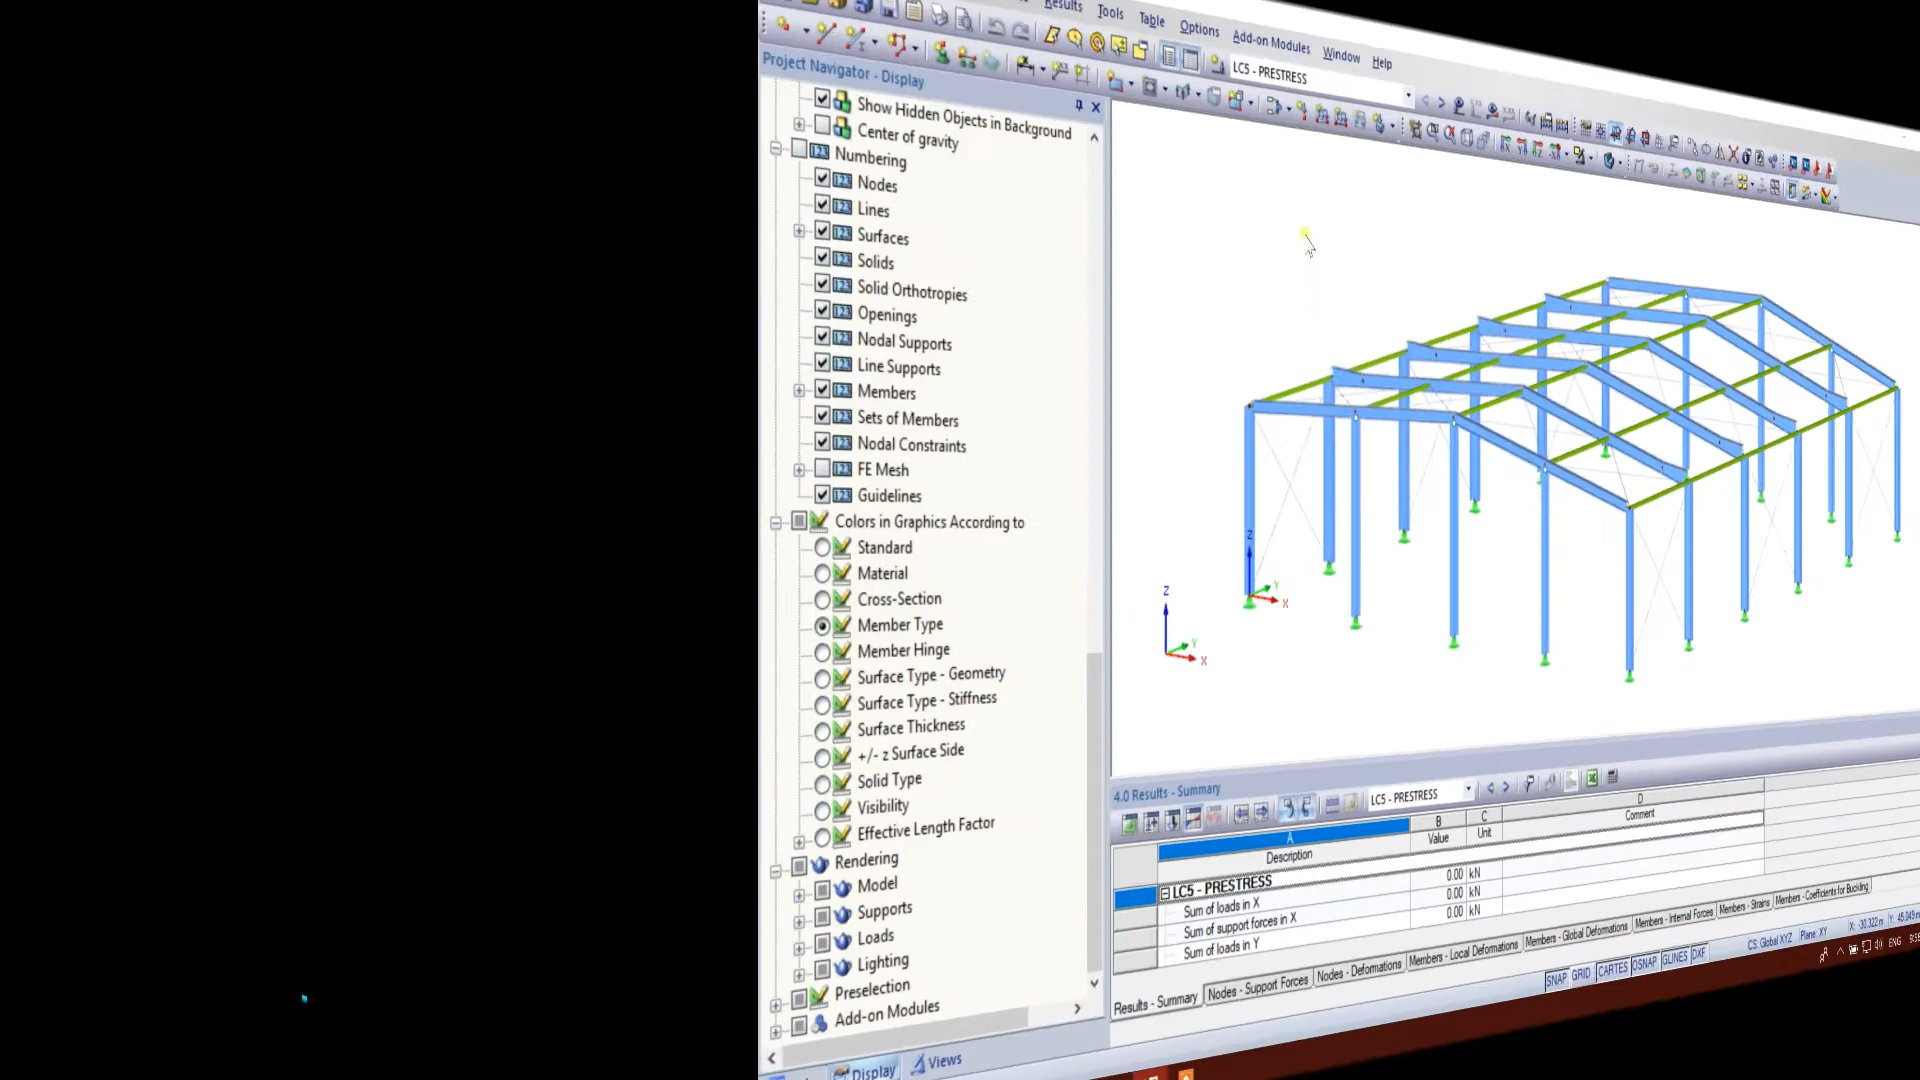 Results Tools Table Options Add-on Modules Window Help
LC5 - PRESTRESS
Project Navigator - Display
Show Hidden Objects in Background
Center of gravity
Numbering
Nodes
Lines
Surfaces
Solids
Solid Orthotropies
Openings
Nodal Supports
Line Supports
Members
Sets of Members
Nodal Constraints
FE Mesh
Guidelines
Colors in Graphics According to
Standard
Material
Cross-Section
Member Type
Member Hinge
Surface Type - Geometry
Surface Type - Stiffness
Surface Thickness
+/- z Surface Side
Solid Type
Visibility
Effective Length Factor
Rendering
Model
Supports
Loads
Lighting
Preselection
Add-on Modules
Display Views
Z
Y
X
Z
Y
X
4.0 Results - Summary
LC5 - PRESTRESS
A B C D
Description Value Unit Comment
LC5 - PRESTRESS
Sum of loads in X 0.00 kN
Sum of support forces in X 0.00 kN
Sum of loads in Y 0.00 kN
Results - Summary Nodes - Support Forces Nodes - Deformations Members - Local Deformations Members - Global Deformations Members - Internal Forces Members - Strains Members - Coefficients for Buckling
SNAP GRID CARTES OSNAP GLINES DXF CS: Global XYZ Plane: XY X: -30.322m Y: 45.049m
ENG